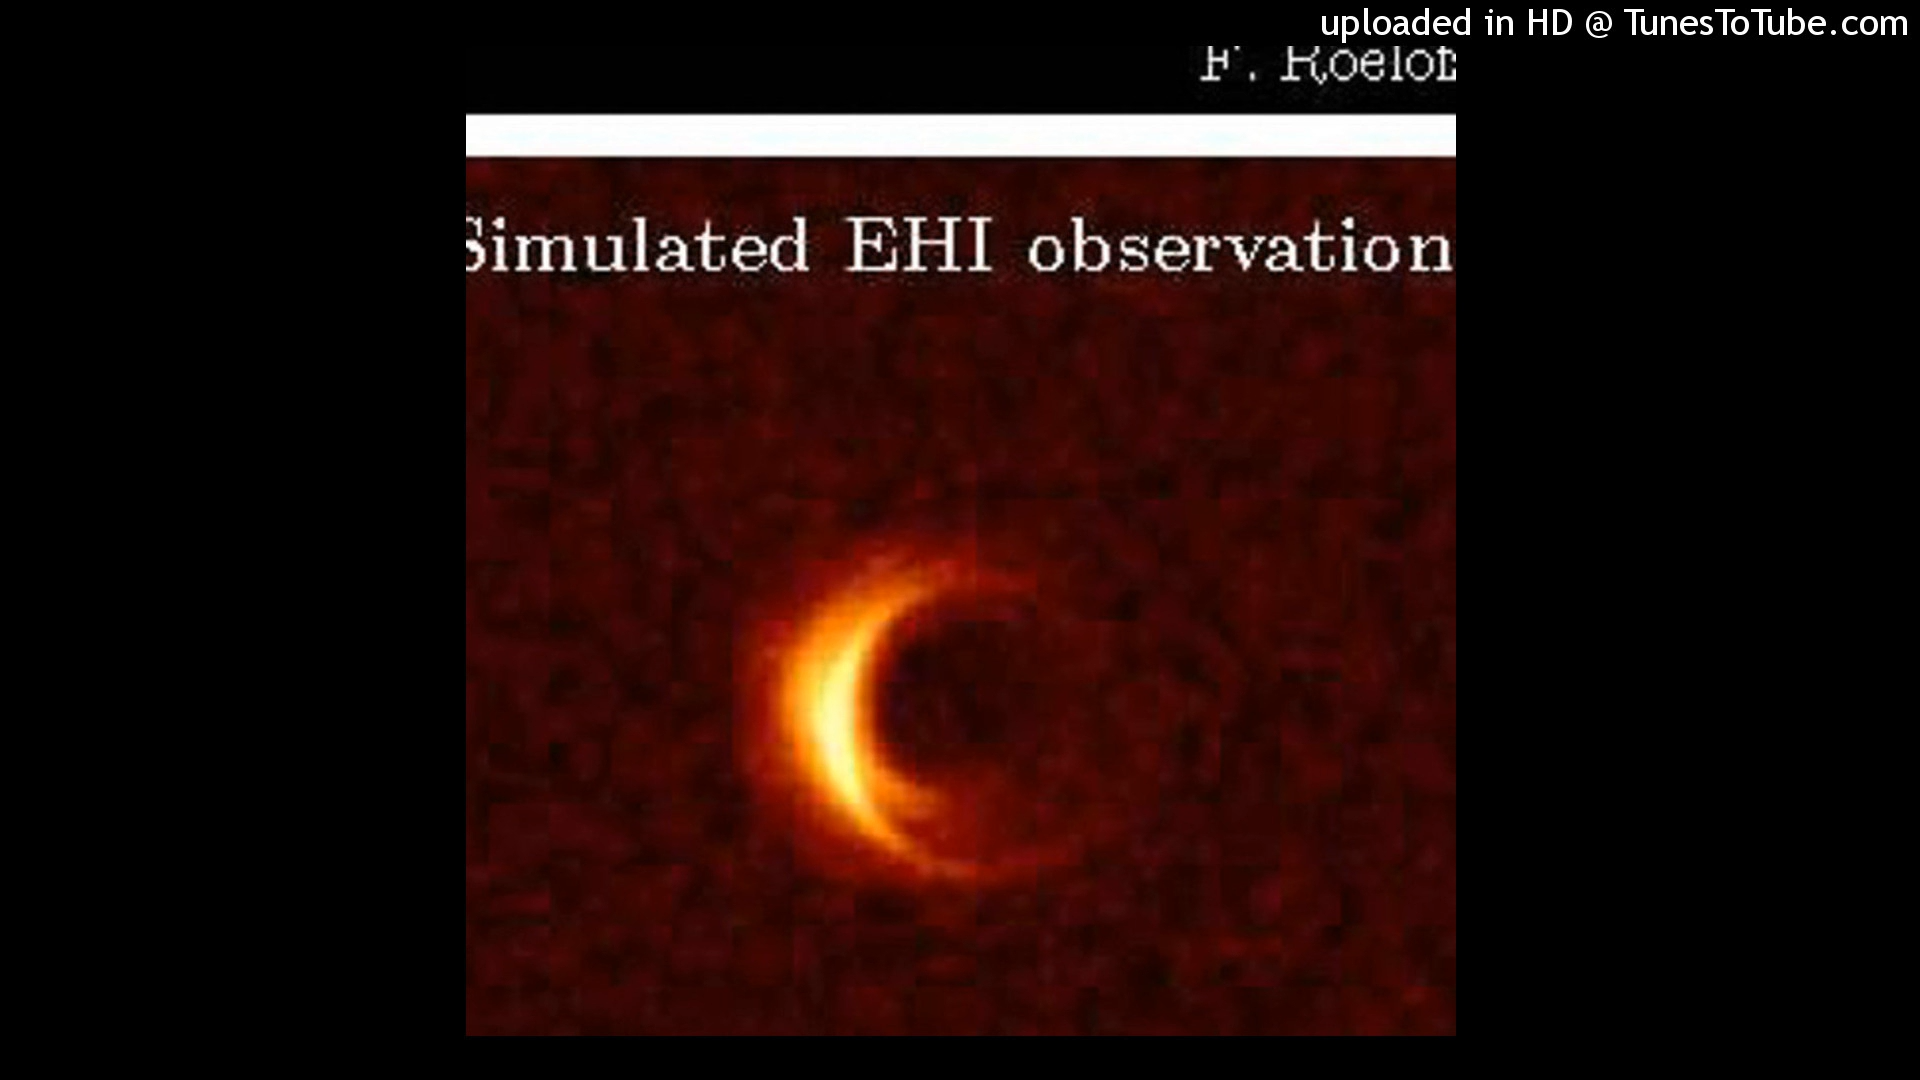 uploaded in HD @ TunesToTube.com
F.
Simulated EHI observation